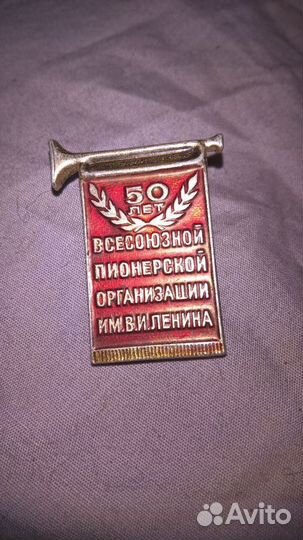 50
ЛЕТ
ВСЕСОЮЗНОЙ
ПИОНЕРСКОЙ
ОРГАНИЗАЦИИ
ИМ.В.И.ЛЕНИНА
Avito